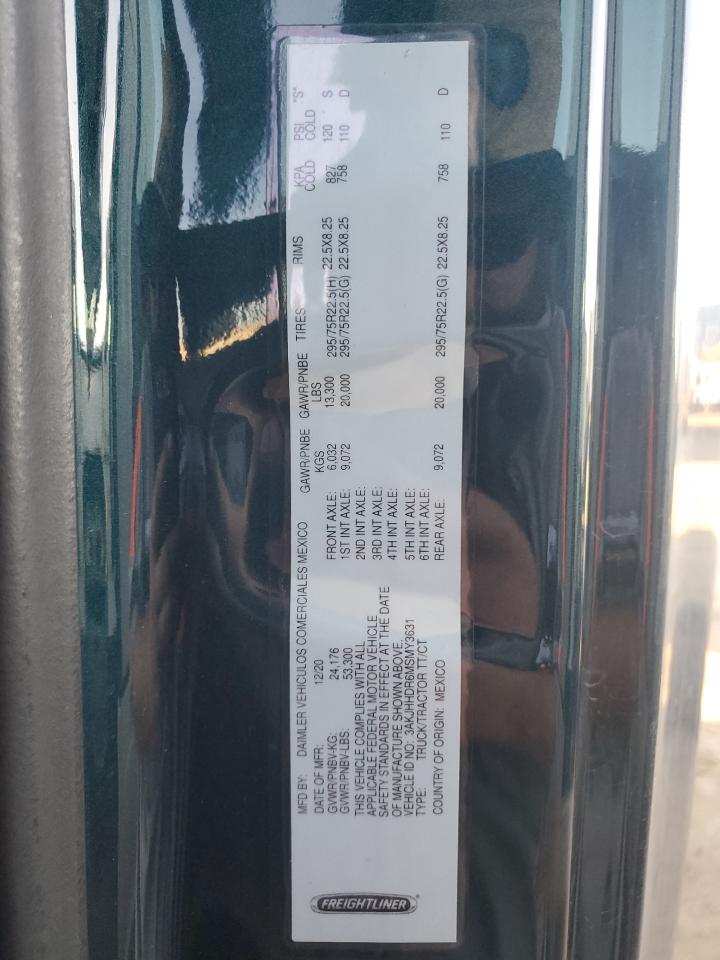 FREIGHTLINER
MFD BY: DAIMLER VEHICULOS COMERCIALES MEXICO
DATE OF MFR: 12/20
GVWR/PNBV-KG: 24,176
GVWR/PNBV-LBS: 53,300
THIS VEHICLE COMPLIES WITH ALL
APPLICABLE FEDERAL MOTOR VEHICLE
SAFETY STANDARDS IN EFFECT AT THE DATE
OF MANUFACTURE SHOWN ABOVE.
VEHICLE ID NO: 3AKJHHDR6MSMY3631
TYPE: TRUCK/TRACTOR TT/CT
COUNTRY OF ORIGIN: MEXICO
GAWR/PNBE GAWR/PNBE TIRES RIMS KPA PSI "S"
KGS LBS COLD COLD
FRONT AXLE: 6,032 13,300 295/75R22.5(H) 22.5X8.25 827 120 S
1ST INT AXLE: 9,072 20,000 295/75R22.5(G) 22.5X8.25 758 110 D
2ND INT AXLE:
3RD INT AXLE:
4TH INT AXLE:
5TH INT AXLE:
6TH INT AXLE:
REAR AXLE: 9,072 20,000 295/75R22.5(G) 22.5X8.25 758 110 D